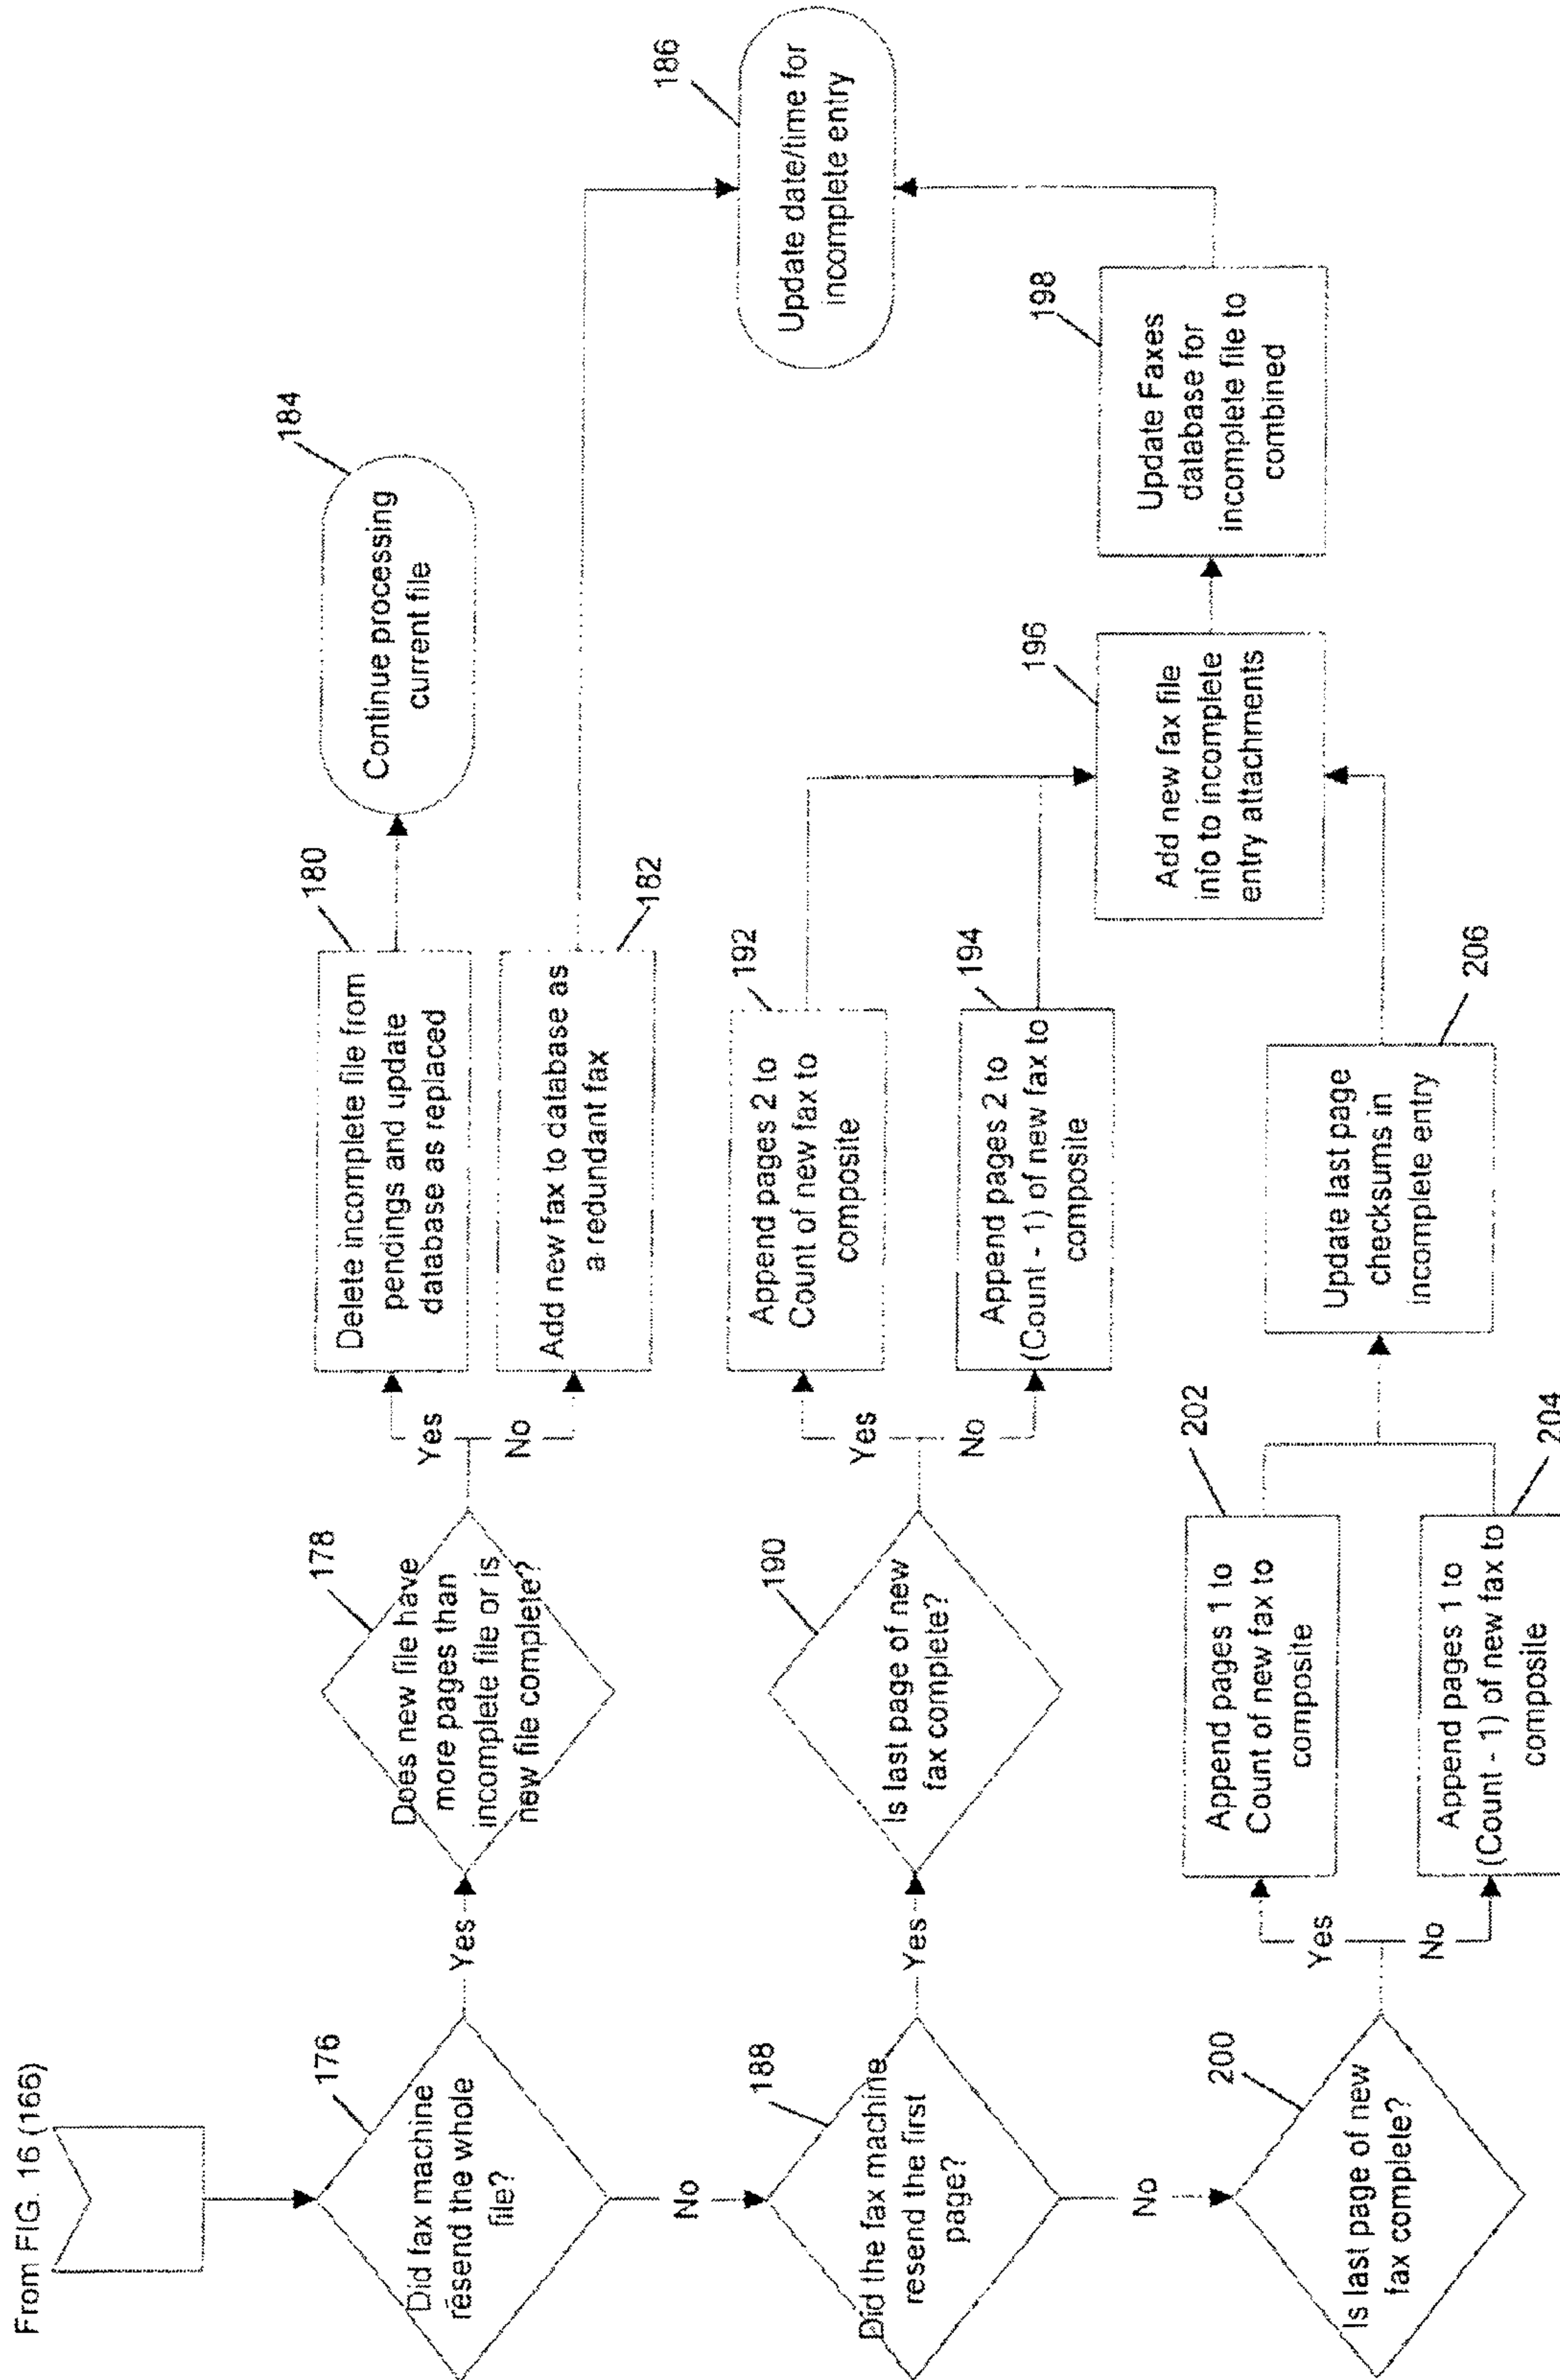 From FIG. 16 (166)
176
Did fax machine
resend the whole
file?
Yes
No
178
Does new file have
more pages than
incomplete file or is
new file complete?
Yes
No
180
Delete incomplete file from
pendings and update
database as replaced
184
Continue processing
current file
182
Add new fax to database as
a redundant fax
186
Update date/time for
incomplete entry
188
Did the fax machine
resend the first
page?
Yes
No
190
Is last page of new
fax complete?
Yes
No
192
Append pages 2 to
Count of new fax to
composite
194
Append pages 2 to
(Count - 1) of new fax to
composite
196
Add new fax file
info to incomplete
entry attachments
198
Update Faxes
database for
incomplete file to
combined
200
Is last page of new
fax complete?
Yes
No
202
Append pages 1 to
Count of new fax to
composite
204
Append pages 1 to
(Count - 1) of new fax to
composite
206
Update last page
checksums in
incomplete entry